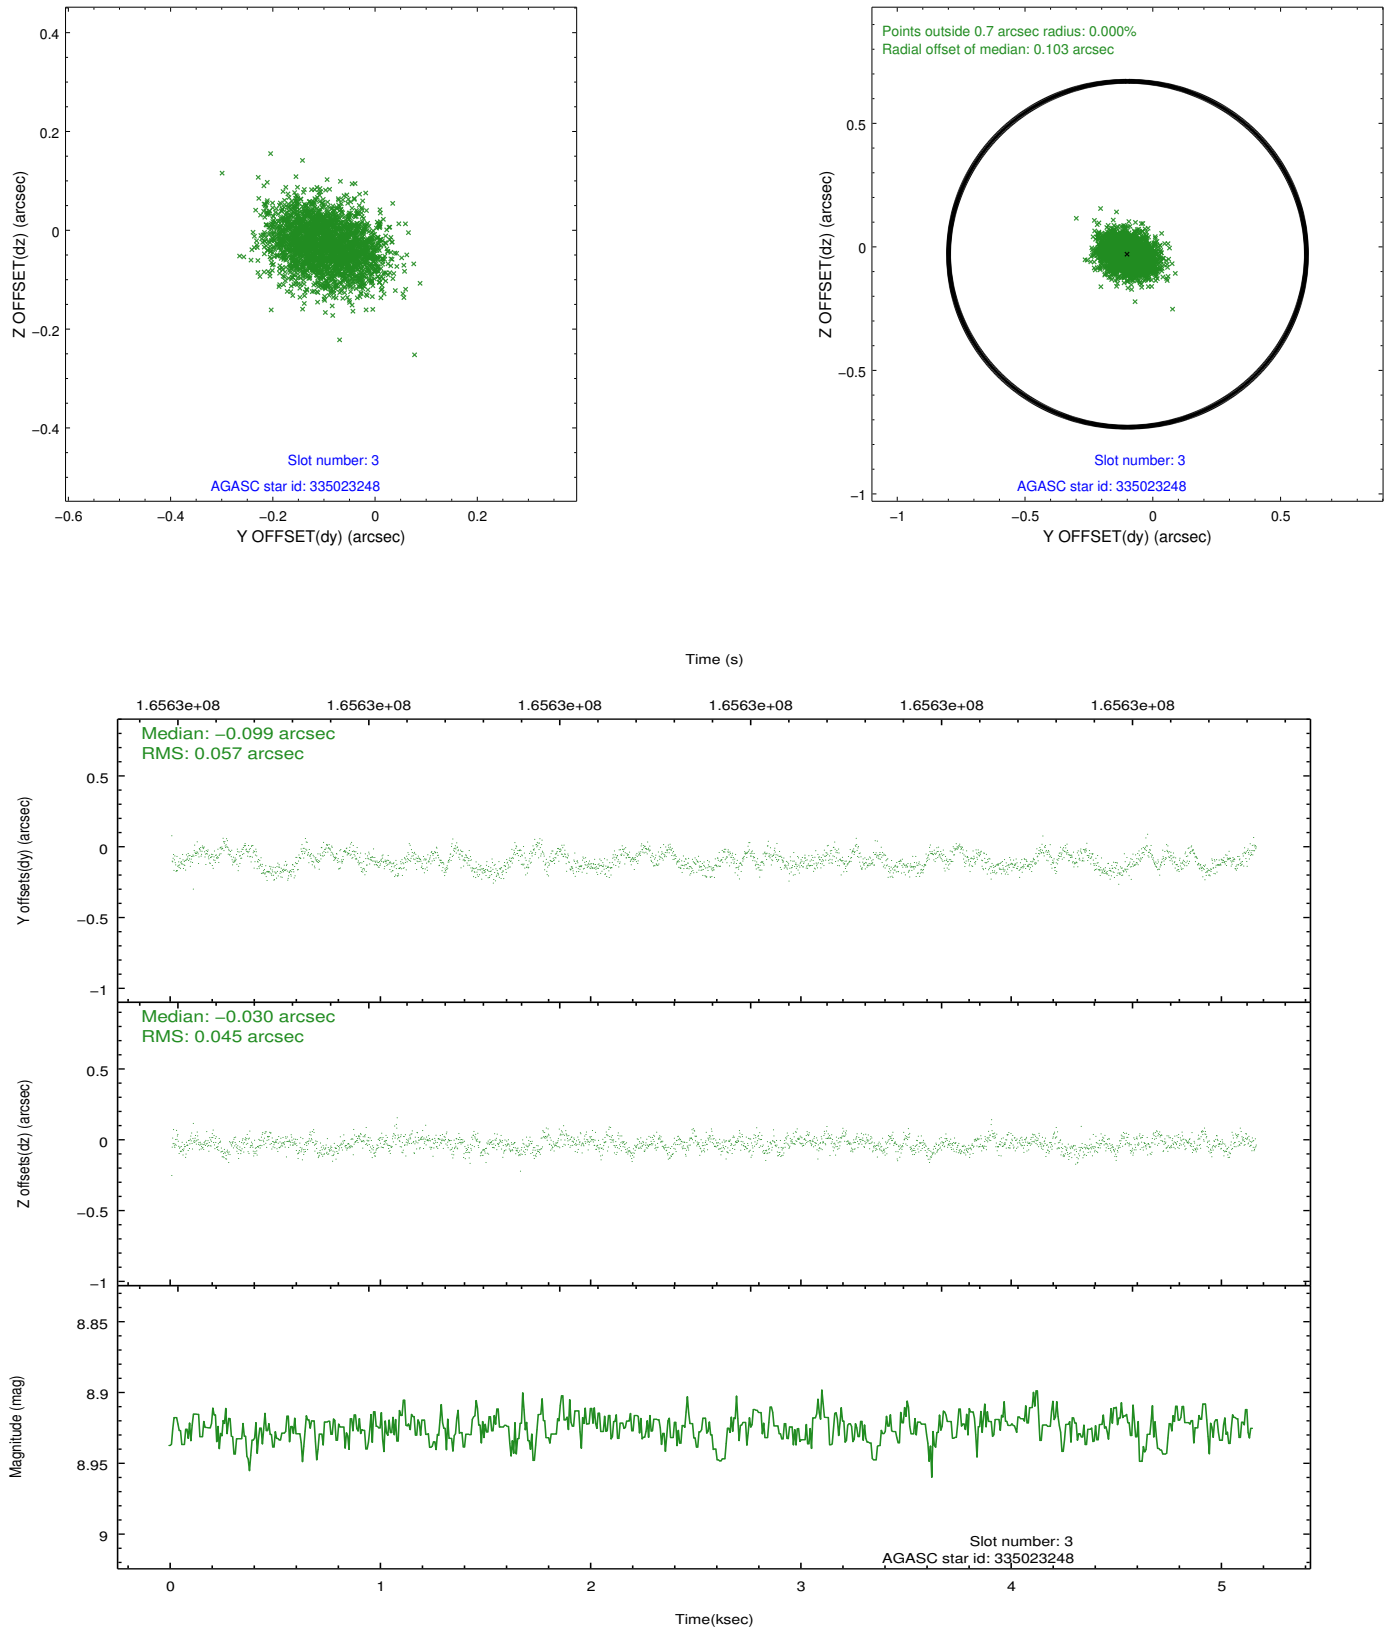 0.4
0.2
0
−0.2
−0.4
Z OFFSET(dz) (arcsec)
Slot number: 3
AGASC star id: 335023248
−0.6 −0.4 −0.2 0 0.2
Y OFFSET(dy) (arcsec)
Points outside 0.7 arcsec radius: 0.000%
Radial offset of median: 0.103 arcsec
0.5
0
−0.5
−1
Z OFFSET(dz) (arcsec)
Slot number: 3
AGASC star id: 335023248
−1 −0.5 0 0.5
Y OFFSET(dy) (arcsec)
Time (s)
1.6563e+08 1.6563e+08 1.6563e+08 1.6563e+08 1.6563e+08 1.6563e+08
Median: −0.099 arcsec
RMS: 0.057 arcsec
0.5
0
−0.5
−1
Y offsets(dy) (arcsec)
Median: −0.030 arcsec
RMS: 0.045 arcsec
0.5
0
−0.5
−1
Z offsets(dz) (arcsec)
8.85
8.9
8.95
9
Magnitude (mag)
Slot number: 3
AGASC star id: 335023248
0 1 2 3 4 5
Time(ksec)